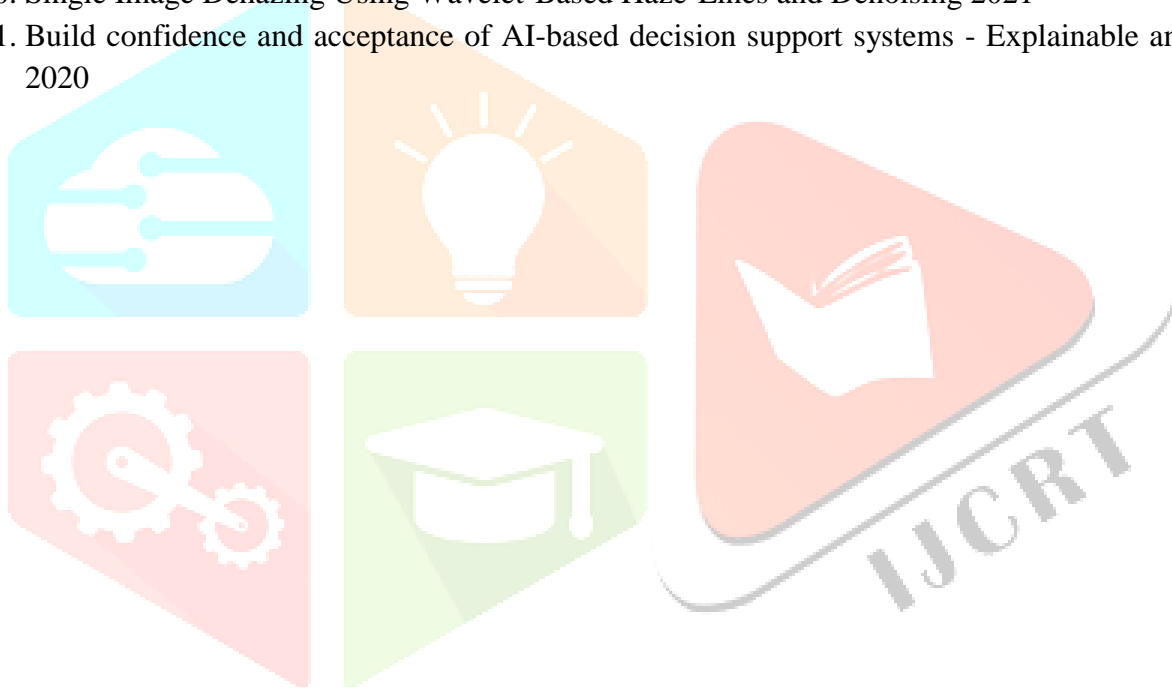 . Single Image Dehazing Using Wavelet-Based Haze-Lines and Denoising 2021
1. Build confidence and acceptance of AI-based decision support systems - Explainable
2020
IJCRT